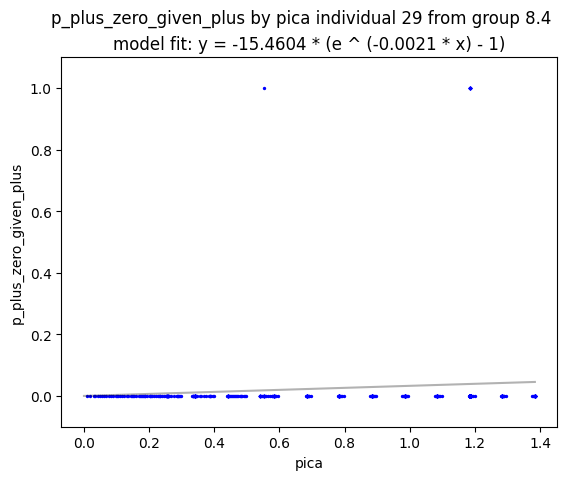 p_plus_zero_given_plus by pica individual 29 from group 8.4
model fit: y = -15.4604 * (e ^ (-0.0021 * x) - 1)
p_plus_zero_given_plus
1.0
0.8
0.6
0.4
0.2
0.0
0.0 0.2 0.4 0.6 0.8 1.0 1.2 1.4
pica